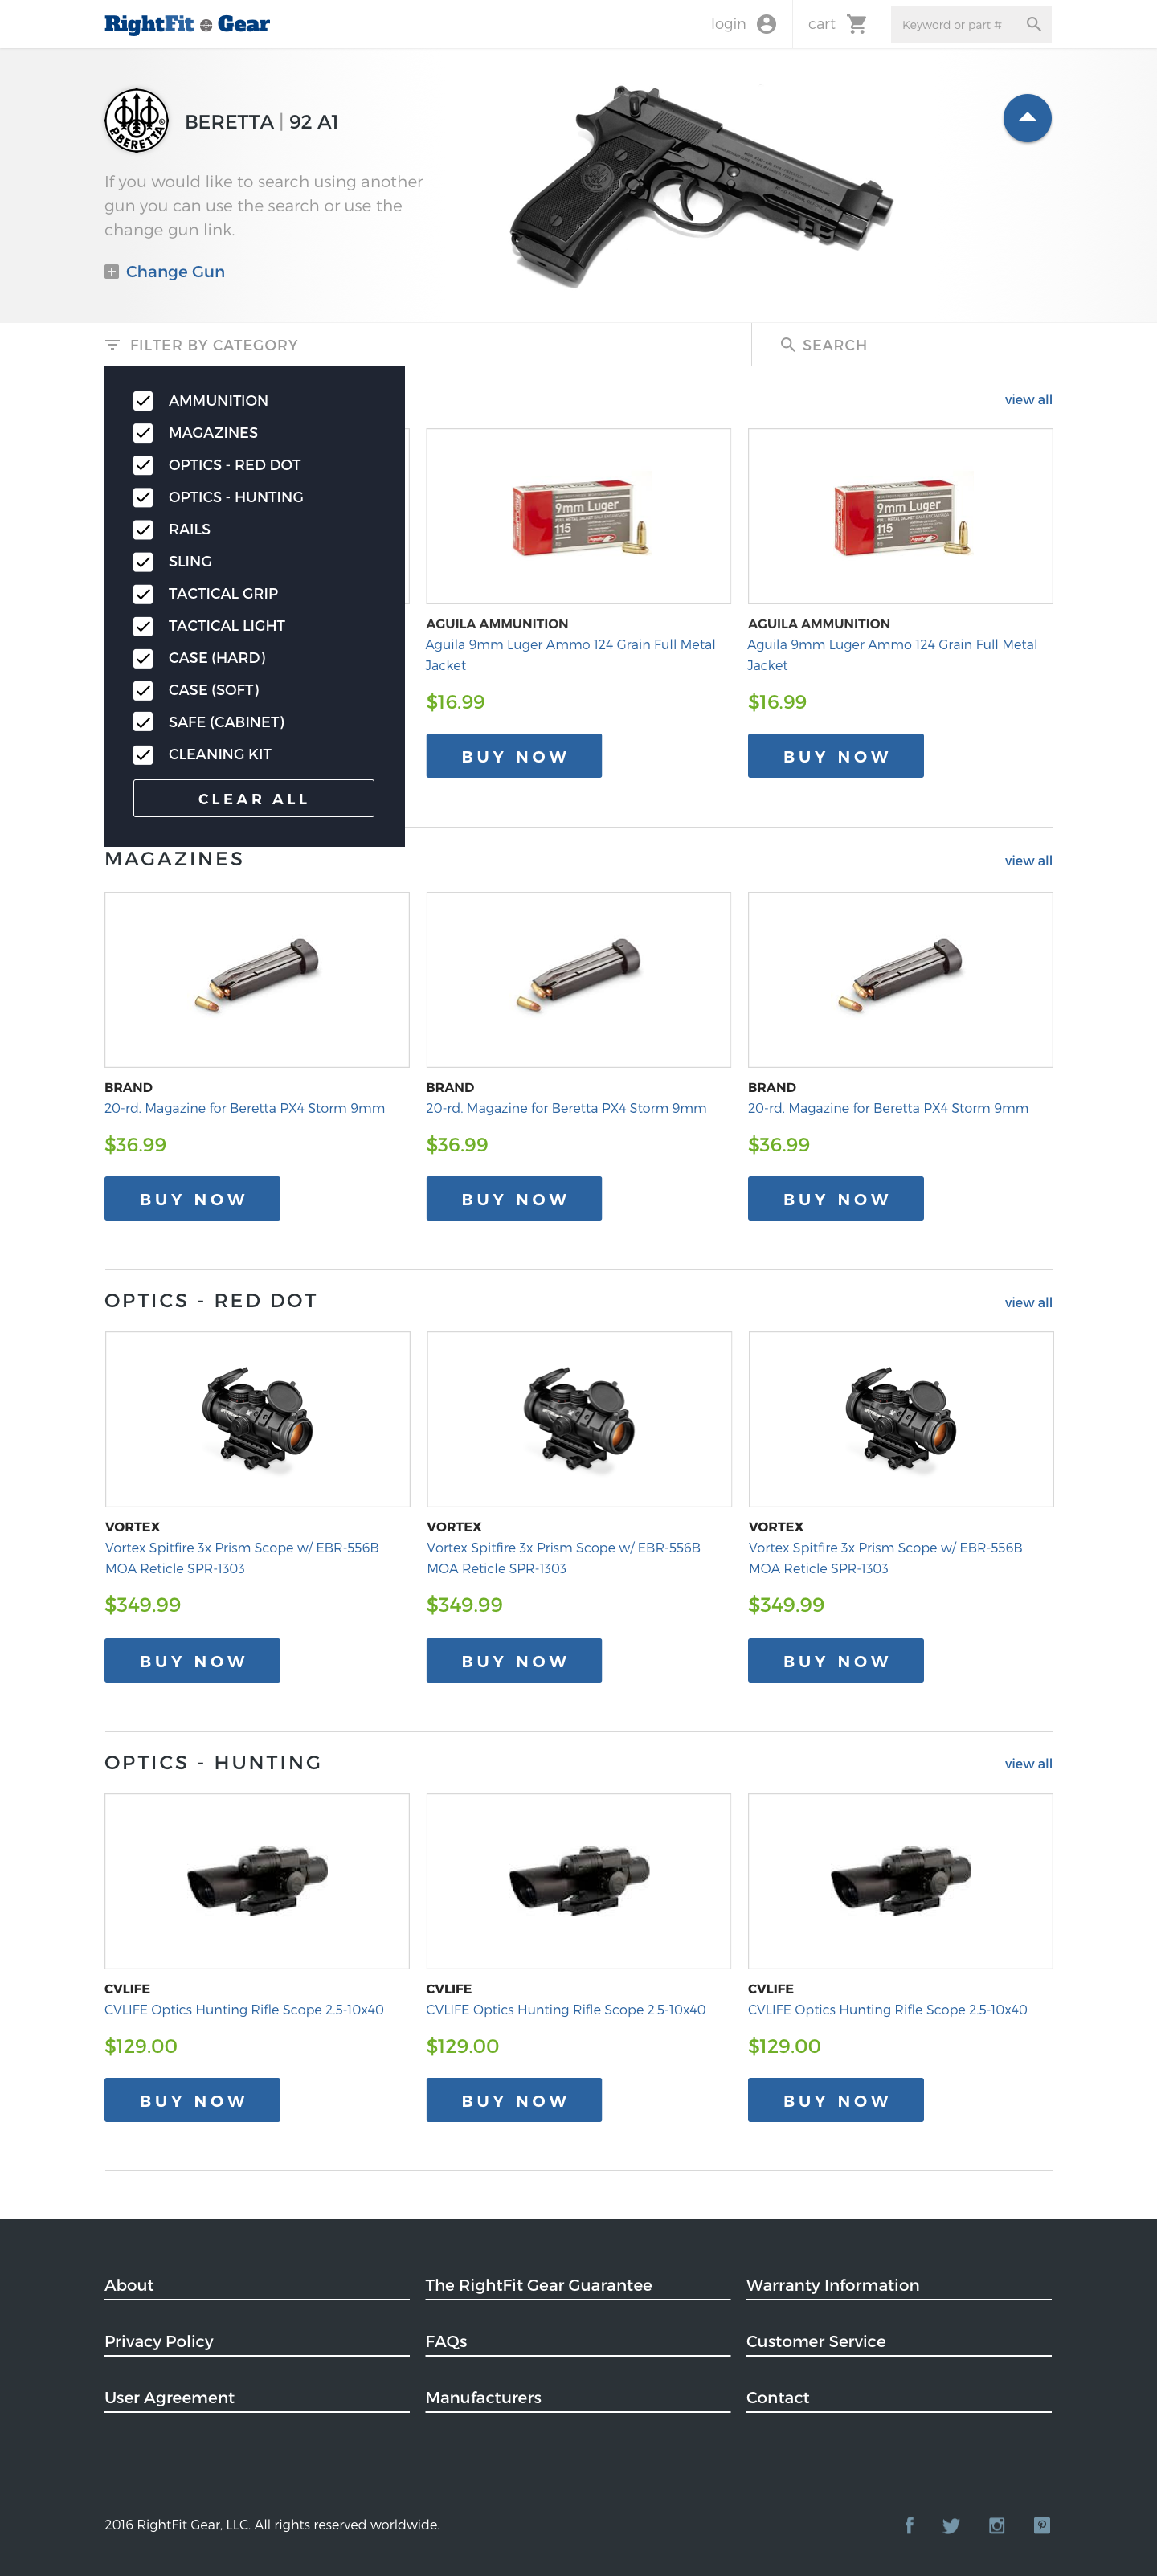 RightFit Gear
login
cart
Keyword or part #
P.BERETTA
BERETTA | 92 A1
If you would like to search using another
gun you can use the search or use the
change gun link.
Change Gun
FILTER BY CATEGORY
SEARCH
AMMUNITION
MAGAZINES
OPTICS - RED DOT
OPTICS - HUNTING
RAILS
SLING
TACTICAL GRIP
TACTICAL LIGHT
CASE (HARD)
CASE (SOFT)
SAFE (CABINET)
CLEANING KIT
CLEAR ALL
view all
9mm Luger
115
9mm Luger
115
AGUILA AMMUNITION
Aguila 9mm Luger Ammo 124 Grain Full Metal
Jacket
$16.99
BUY NOW
AGUILA AMMUNITION
Aguila 9mm Luger Ammo 124 Grain Full Metal
Jacket
$16.99
BUY NOW
MAGAZINES
view all
BRAND
20-rd. Magazine for Beretta PX4 Storm 9mm
$36.99
BUY NOW
BRAND
20-rd. Magazine for Beretta PX4 Storm 9mm
$36.99
BUY NOW
BRAND
20-rd. Magazine for Beretta PX4 Storm 9mm
$36.99
BUY NOW
OPTICS - RED DOT
view all
VORTEX
Vortex Spitfire 3x Prism Scope w/ EBR-556B
MOA Reticle SPR-1303
$349.99
BUY NOW
VORTEX
Vortex Spitfire 3x Prism Scope w/ EBR-556B
MOA Reticle SPR-1303
$349.99
BUY NOW
VORTEX
Vortex Spitfire 3x Prism Scope w/ EBR-556B
MOA Reticle SPR-1303
$349.99
BUY NOW
OPTICS - HUNTING
view all
CVLIFE
CVLIFE Optics Hunting Rifle Scope 2.5-10x40
$129.00
BUY NOW
CVLIFE
CVLIFE Optics Hunting Rifle Scope 2.5-10x40
$129.00
BUY NOW
CVLIFE
CVLIFE Optics Hunting Rifle Scope 2.5-10x40
$129.00
BUY NOW
About
The RightFit Gear Guarantee
Warranty Information
Privacy Policy
FAQs
Customer Service
User Agreement
Manufacturers
Contact
2016 RightFit Gear, LLC. All rights reserved worldwide.